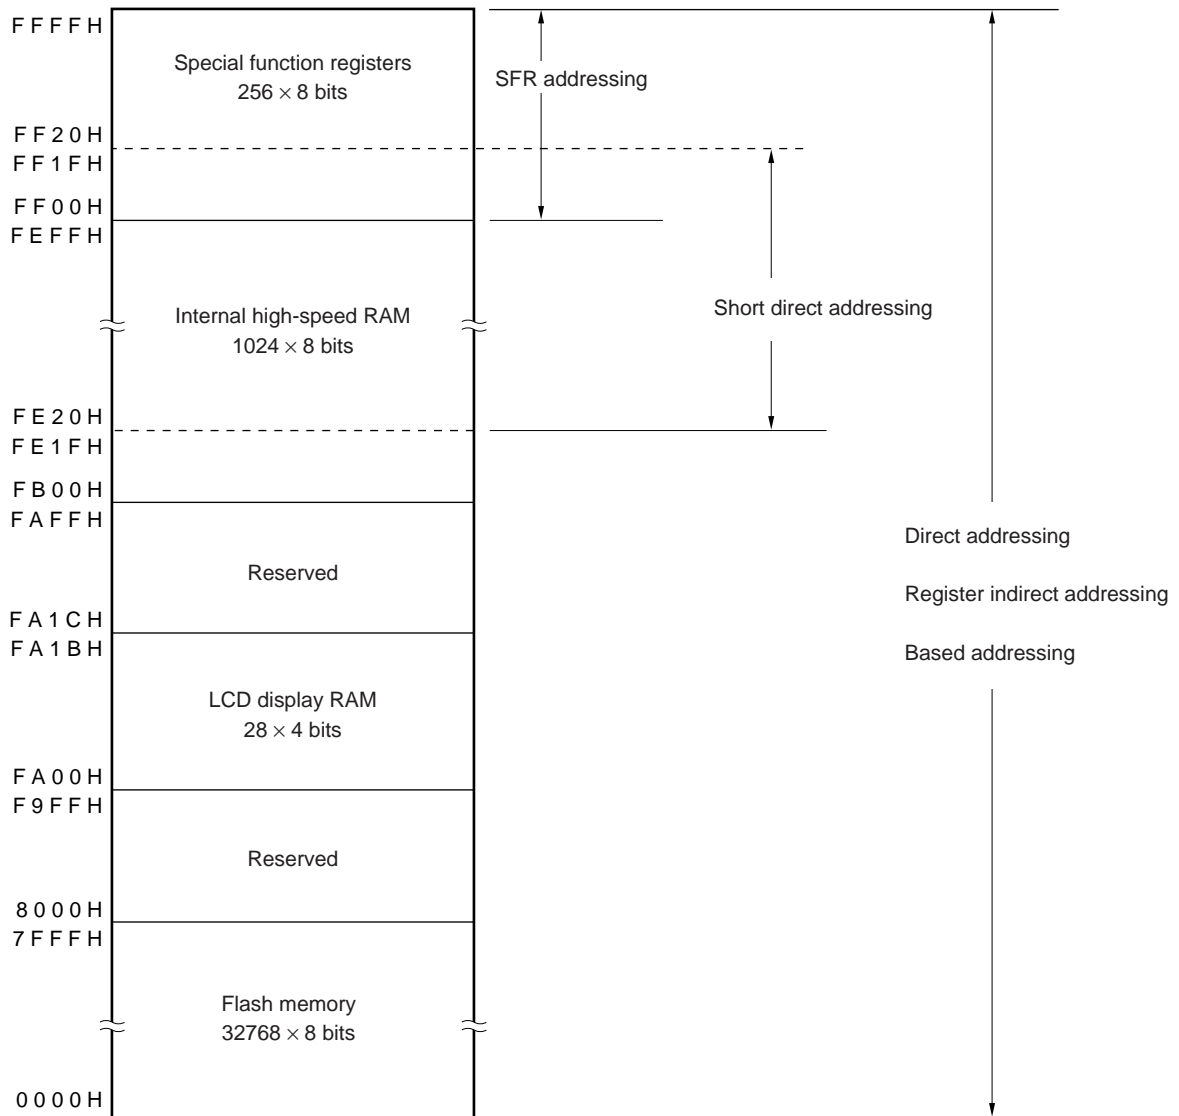 FFFFH
Special function registers
256 × 8 bits
SFR addressing
FF20H
FF1FH
FF00H
FEFFH
Internal high-speed RAM
1024 × 8 bits
Short direct addressing
FE20H
FE1FH
FB00H
FAFFH
Reserved
Direct addressing
Register indirect addressing
Based addressing
FA1CH
FA1BH
LCD display RAM
28 × 4 bits
FA00H
F9FFH
Reserved
8000H
7FFFH
Flash memory
32768 × 8 bits
0000H